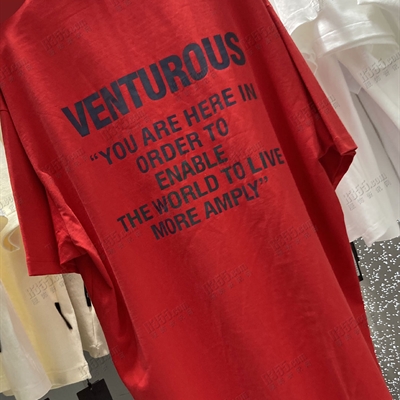 VENTUROUS
“YOU ARE HERE IN
ORDER TO
ENABLE
THE WORLD TO LIVE
MORE AMPLY”